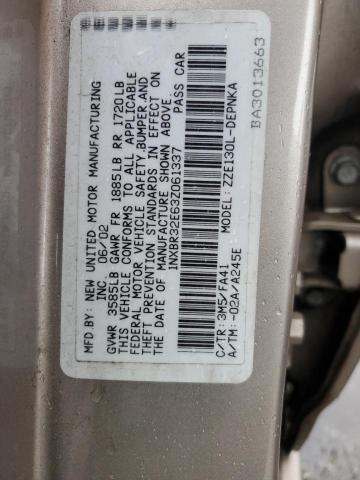 MFD. BY: NEW UNITED MOTOR MANUFACTURING
INC 06/02
GVWR 3585LB GAWR FR 1885LB RR 1720LB
THIS VEHICLE CONFORMS TO ALL APPLICABLE
FEDERAL MOTOR VEHICLE SAFETY,BUMPER,AND
THEFT PREVENTION STANDARDS IN EFFECT ON
THE DATE OF MANUFACTURE SHOWN ABOVE
1NXBR32E63Z061337 PASS CAR
C/TR:3M5/FA41 MODEL:ZZE130L-DEPNKA
A/TM:-02A/A245E
BA3013663